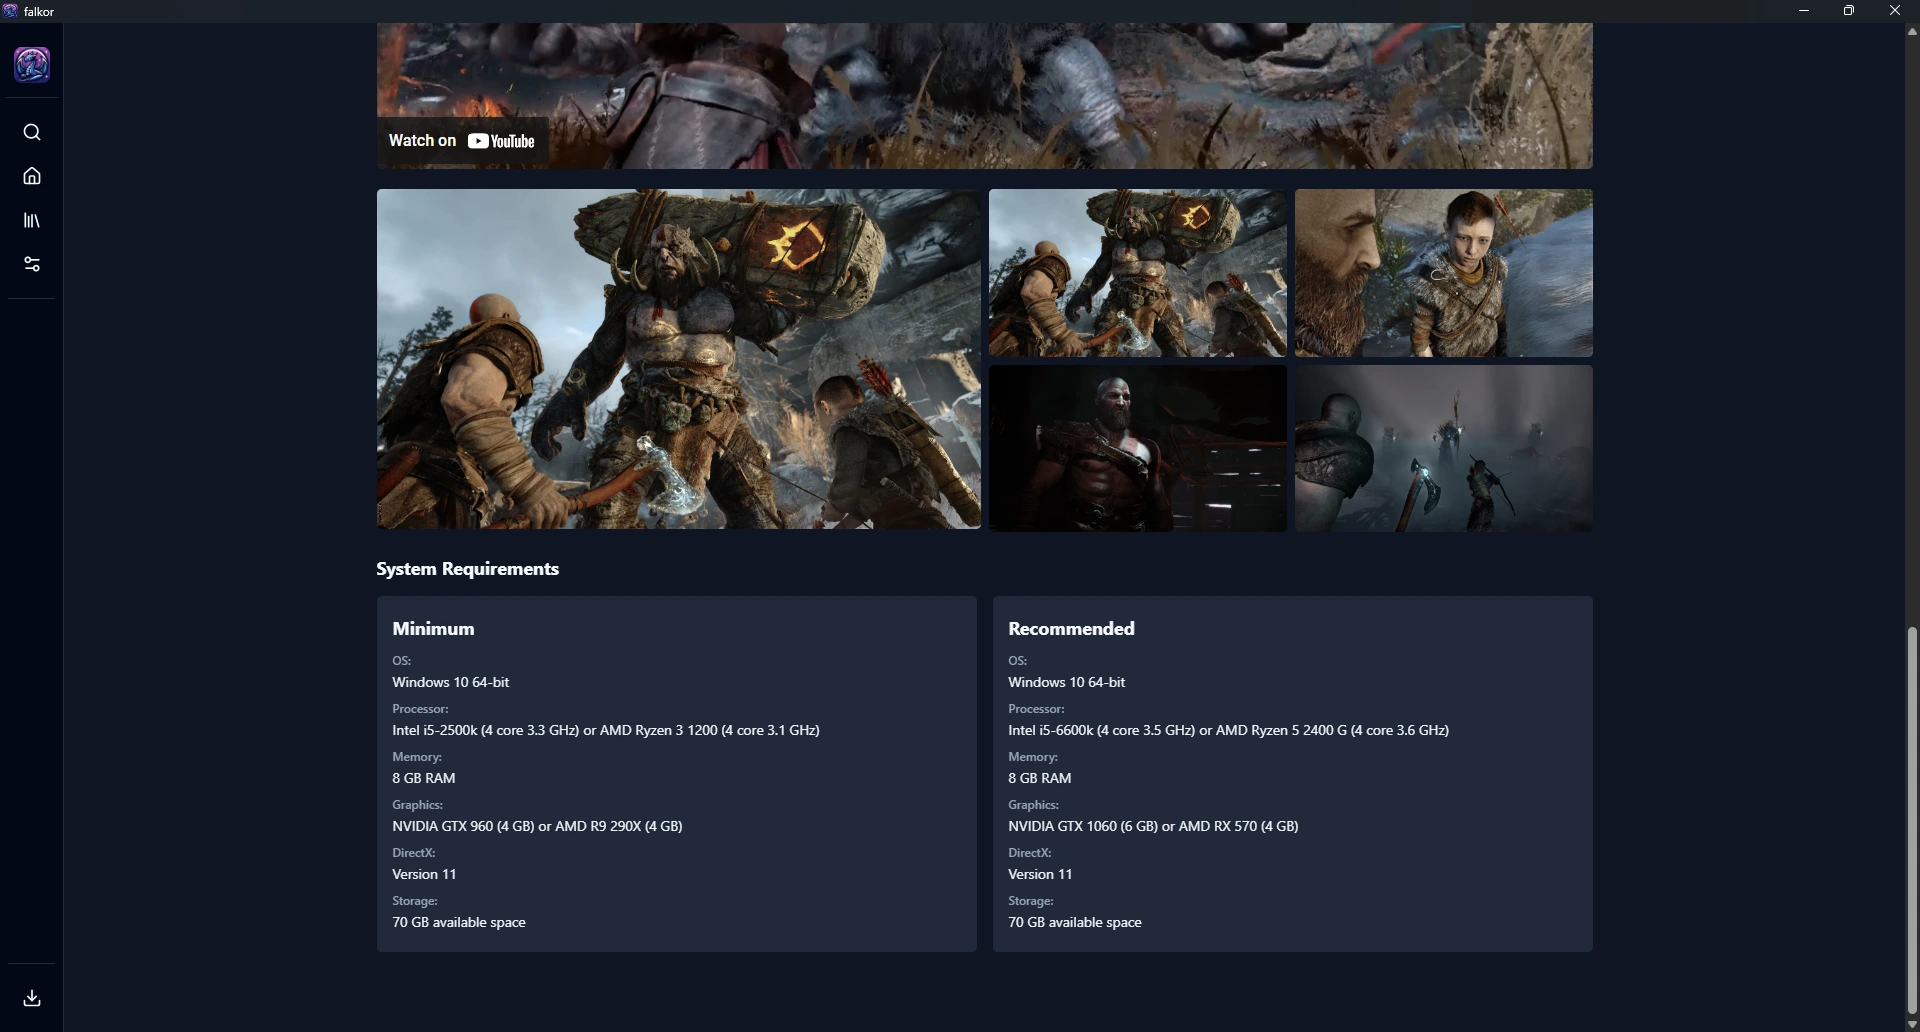 falkor
Watch on YouTube
System Requirements
Minimum
OS:
Windows 10 64-bit
Processor:
Intel i5-2500k (4 core 3.3 GHz) or AMD Ryzen 3 1200 (4 core 3.1 GHz)
Memory:
8 GB RAM
Graphics:
NVIDIA GTX 960 (4 GB) or AMD R9 290X (4 GB)
DirectX:
Version 11
Storage:
70 GB available space
Recommended
OS:
Windows 10 64-bit
Processor:
Intel i5-6600k (4 core 3.5 GHz) or AMD Ryzen 5 2400 G (4 core 3.6 GHz)
Memory:
8 GB RAM
Graphics:
NVIDIA GTX 1060 (6 GB) or AMD RX 570 (4 GB)
DirectX:
Version 11
Storage:
70 GB available space